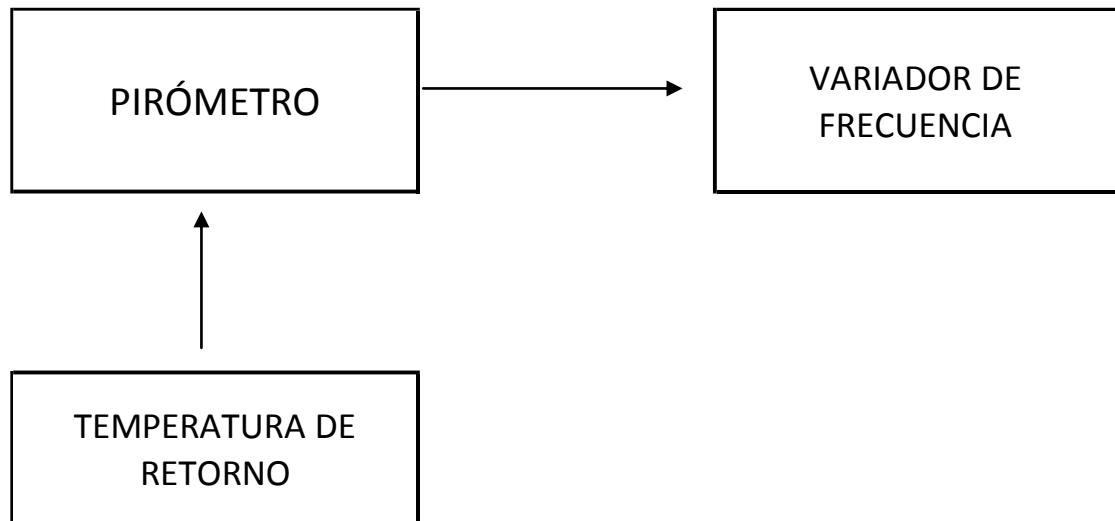 PIRÓMETRO
VARIADOR DE
FRECUENCIA
TEMPERATURA DE
RETORNO